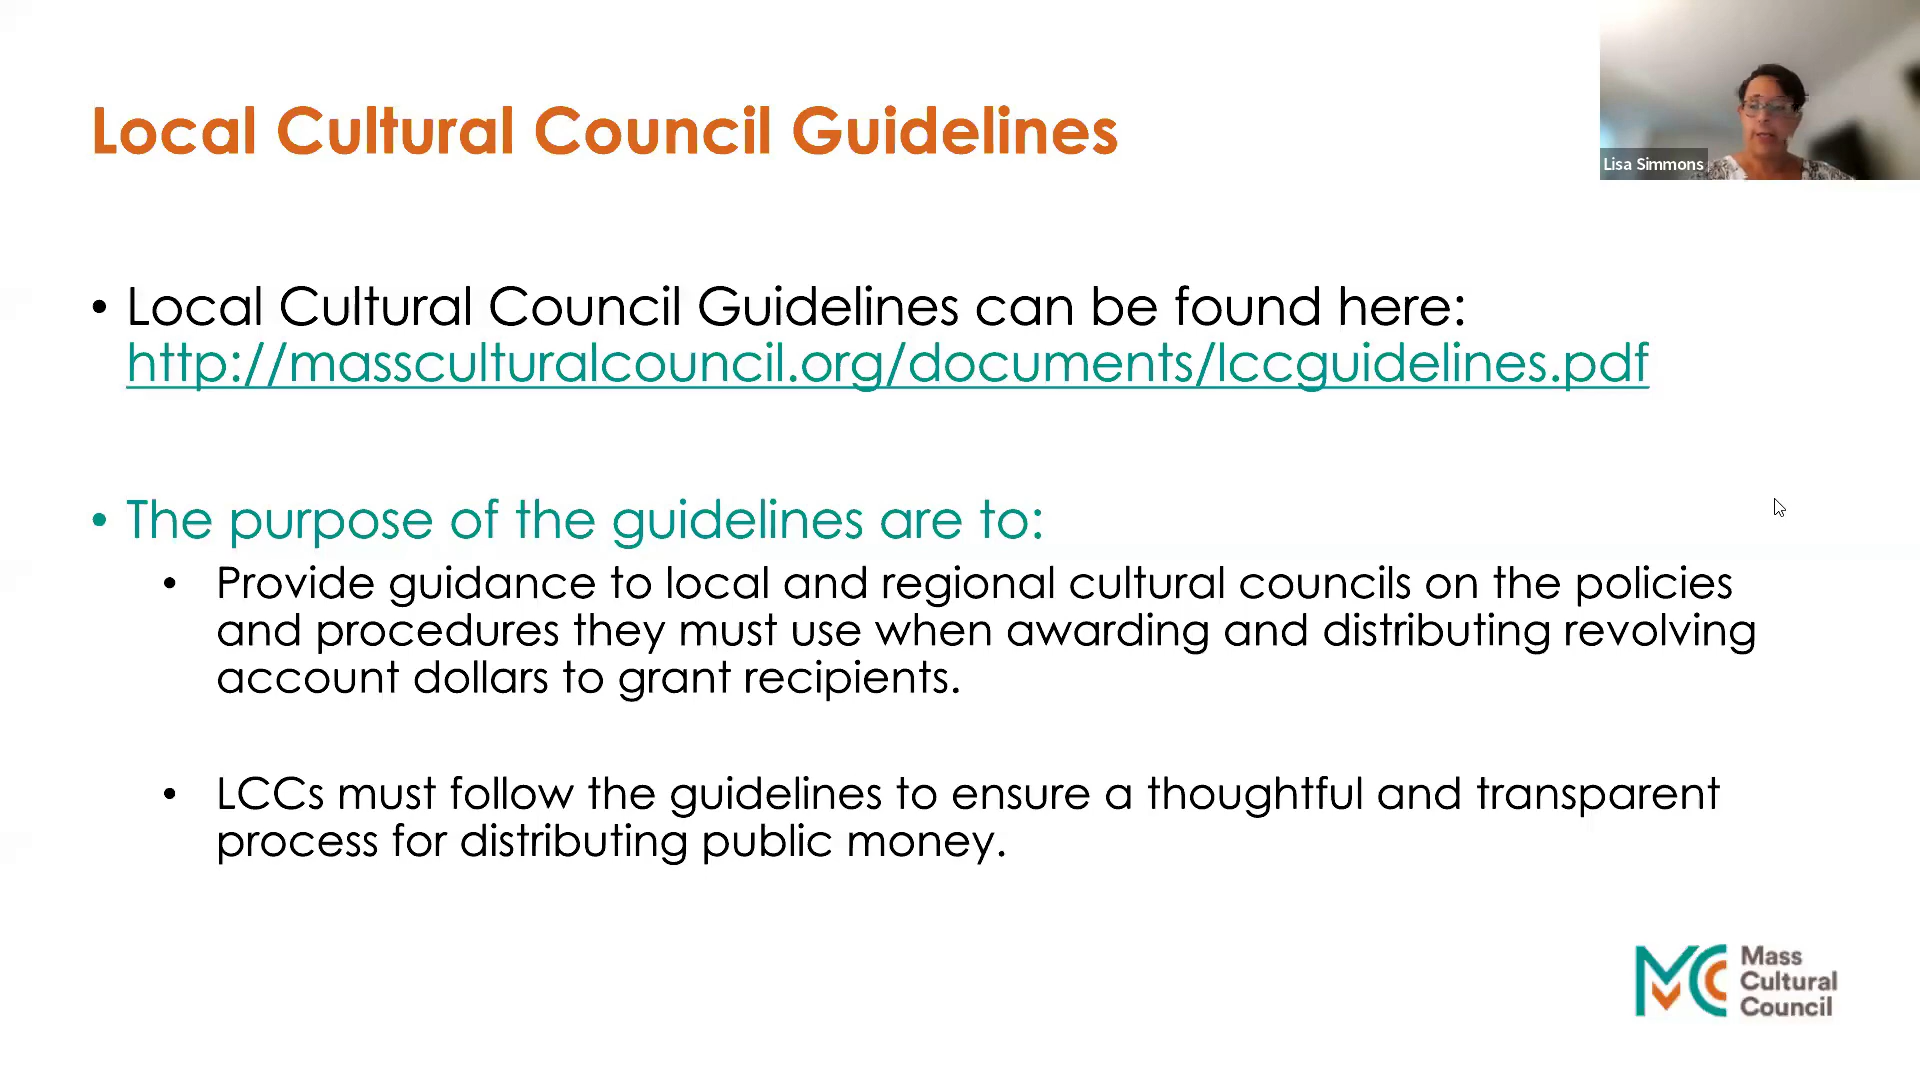 Local Cultural Council Guidelines
Lisa Simmons
• Local Cultural Council Guidelines can be found here:
http://massculturalcouncil.org/documents/lccguidelines.pdf
• The purpose of the guidelines are to:
• Provide guidance to local and regional cultural councils on the policies
and procedures they must use when awarding and distributing revolving
account dollars to grant recipients.
• LCCs must follow the guidelines to ensure a thoughtful and transparent
process for distributing public money.
MCC
Mass
Cultural
Council